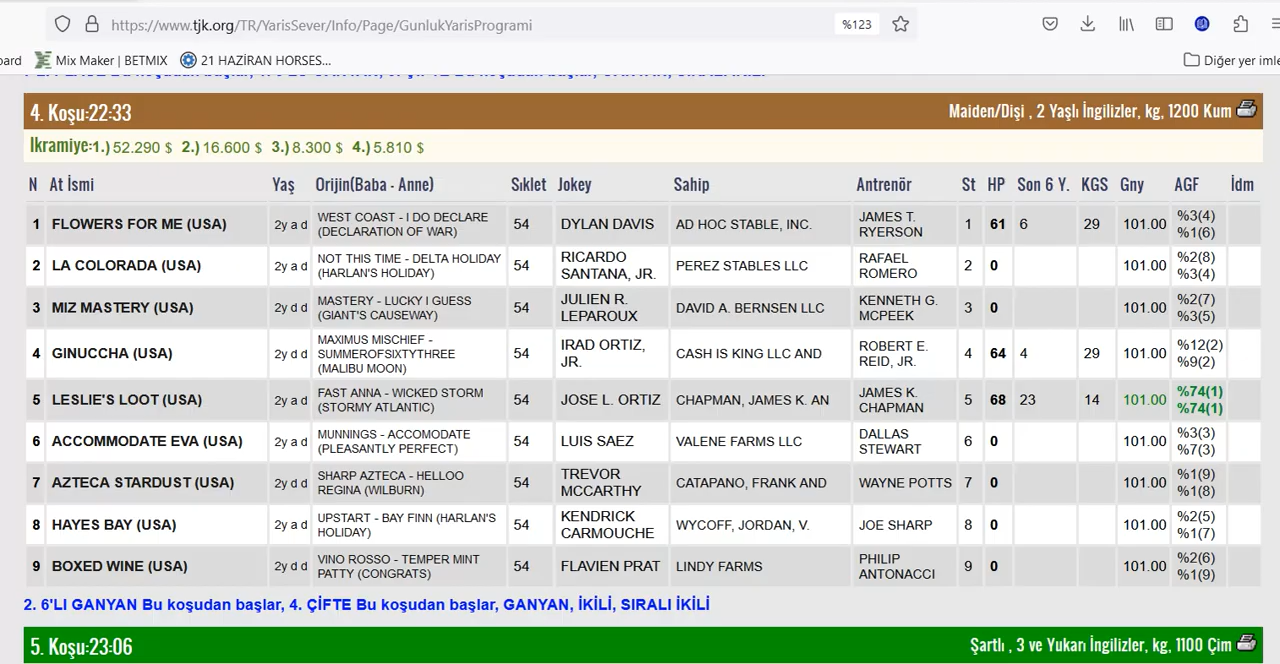 https://www.tjk.org/TR/YarisSever/Info/Page/GunlukYarisProgrami %123
oard Mix Maker | BETMIX 21 HAZİRAN HORSES... Diğer yer imle
4. Koşu:22:33 Maiden/Dişi , 2 Yaşlı İngilizler, kg, 1200 Kum
İkramiye:1.) 52.290 $ 2.) 16.600 $ 3.) 8.300 $ 4.) 5.810 $
N At İsmi Yaş Orijin(Baba - Anne) Sıklet Jokey Sahip Antrenör St HP Son 6 Y. KGS Gny AGF İdm
1 FLOWERS FOR ME (USA) 2y a d WEST COAST - I DO DECLARE (DECLARATION OF WAR) 54 DYLAN DAVIS AD HOC STABLE, INC. JAMES T. RYERSON 1 61 6 29 101.00 %3(4) %1(6)
2 LA COLORADA (USA) 2y a d NOT THIS TIME - DELTA HOLIDAY (HARLAN'S HOLIDAY) 54 RICARDO SANTANA, JR. PEREZ STABLES LLC RAFAEL ROMERO 2 0 101.00 %2(8) %3(4)
3 MIZ MASTERY (USA) 2y d d MASTERY - LUCKY I GUESS (GIANT'S CAUSEWAY) 54 JULIEN R. LEPAROUX DAVID A. BERNSEN LLC KENNETH G. MCPEEK 3 0 101.00 %2(7) %3(5)
4 GINUCCHA (USA) 2y d d MAXIMUS MISCHIEF - SUMMEROFSIXTYTHREE (MALIBU MOON) 54 IRAD ORTIZ, JR. CASH IS KING LLC AND ROBERT E. REID, JR. 4 64 4 29 101.00 %12(2) %9(2)
5 LESLIE'S LOOT (USA) 2y a d FAST ANNA - WICKED STORM (STORMY ATLANTIC) 54 JOSE L. ORTIZ CHAPMAN, JAMES K. AN JAMES K. CHAPMAN 5 68 23 14 101.00 %74(1) %74(1)
6 ACCOMMODATE EVA (USA) 2y a d MUNNINGS - ACCOMODATE (PLEASANTLY PERFECT) 54 LUIS SAEZ VALENE FARMS LLC DALLAS STEWART 6 0 101.00 %3(3) %7(3)
7 AZTECA STARDUST (USA) 2y d d SHARP AZTECA - HELLOO REGINA (WILBURN) 54 TREVOR MCCARTHY CATAPANO, FRANK AND WAYNE POTTS 7 0 101.00 %1(9) %1(8)
8 HAYES BAY (USA) 2y a d UPSTART - BAY FINN (HARLAN'S HOLIDAY) 54 KENDRICK CARMOUCHE WYCOFF, JORDAN, V. JOE SHARP 8 0 101.00 %2(5) %1(7)
9 BOXED WINE (USA) 2y d d VINO ROSSO - TEMPER MINT PATTY (CONGRATS) 54 FLAVIEN PRAT LINDY FARMS PHILIP ANTONACCI 9 0 101.00 %2(6) %1(9)
2. 6'LI GANYAN Bu koşudan başlar, 4. ÇİFTE Bu koşudan başlar, GANYAN, İKİLİ, SIRALI İKİLİ
5. Koşu:23:06 Şartlı , 3 ve Yukarı İngilizler, kg, 1100 Çim